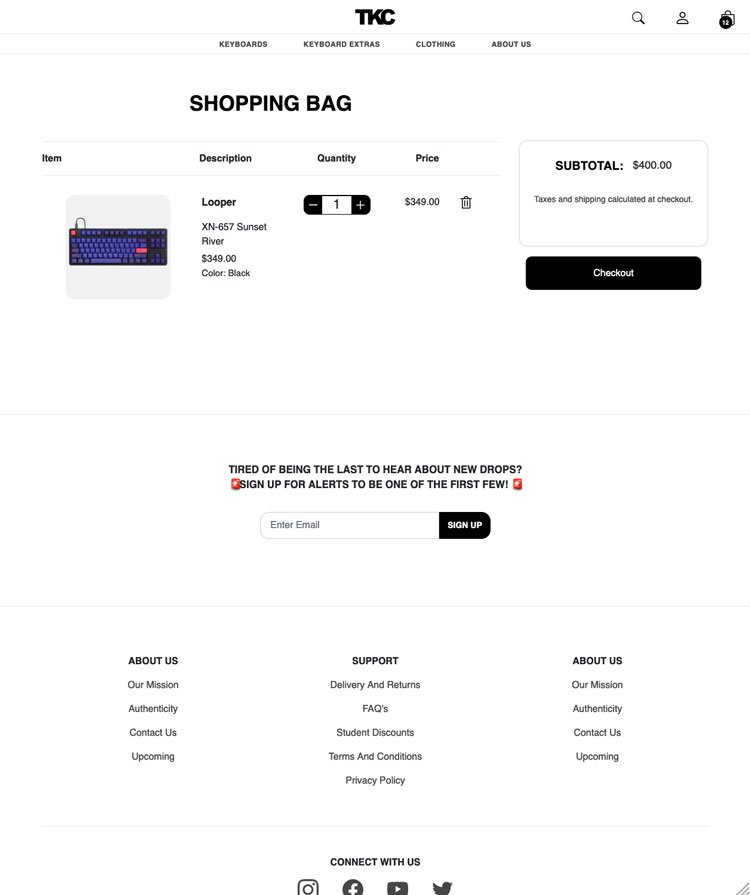 TKC
12
KEYBOARDS KEYBOARD EXTRAS CLOTHING ABOUT US
SHOPPING BAG
Item Description Quantity Price
Looper
XN-657 Sunset
River
$349.00
Color: Black
− 1 +
$349.00
SUBTOTAL: $400.00
Taxes and shipping calculated at checkout.
Checkout
TIRED OF BEING THE LAST TO HEAR ABOUT NEW DROPS?
🚨SIGN UP FOR ALERTS TO BE ONE OF THE FIRST FEW! 🚨
Enter Email SIGN UP
ABOUT US
Our Mission
Authenticity
Contact Us
Upcoming
SUPPORT
Delivery And Returns
FAQ's
Student Discounts
Terms And Conditions
Privacy Policy
ABOUT US
Our Mission
Authenticity
Contact Us
Upcoming
CONNECT WITH US